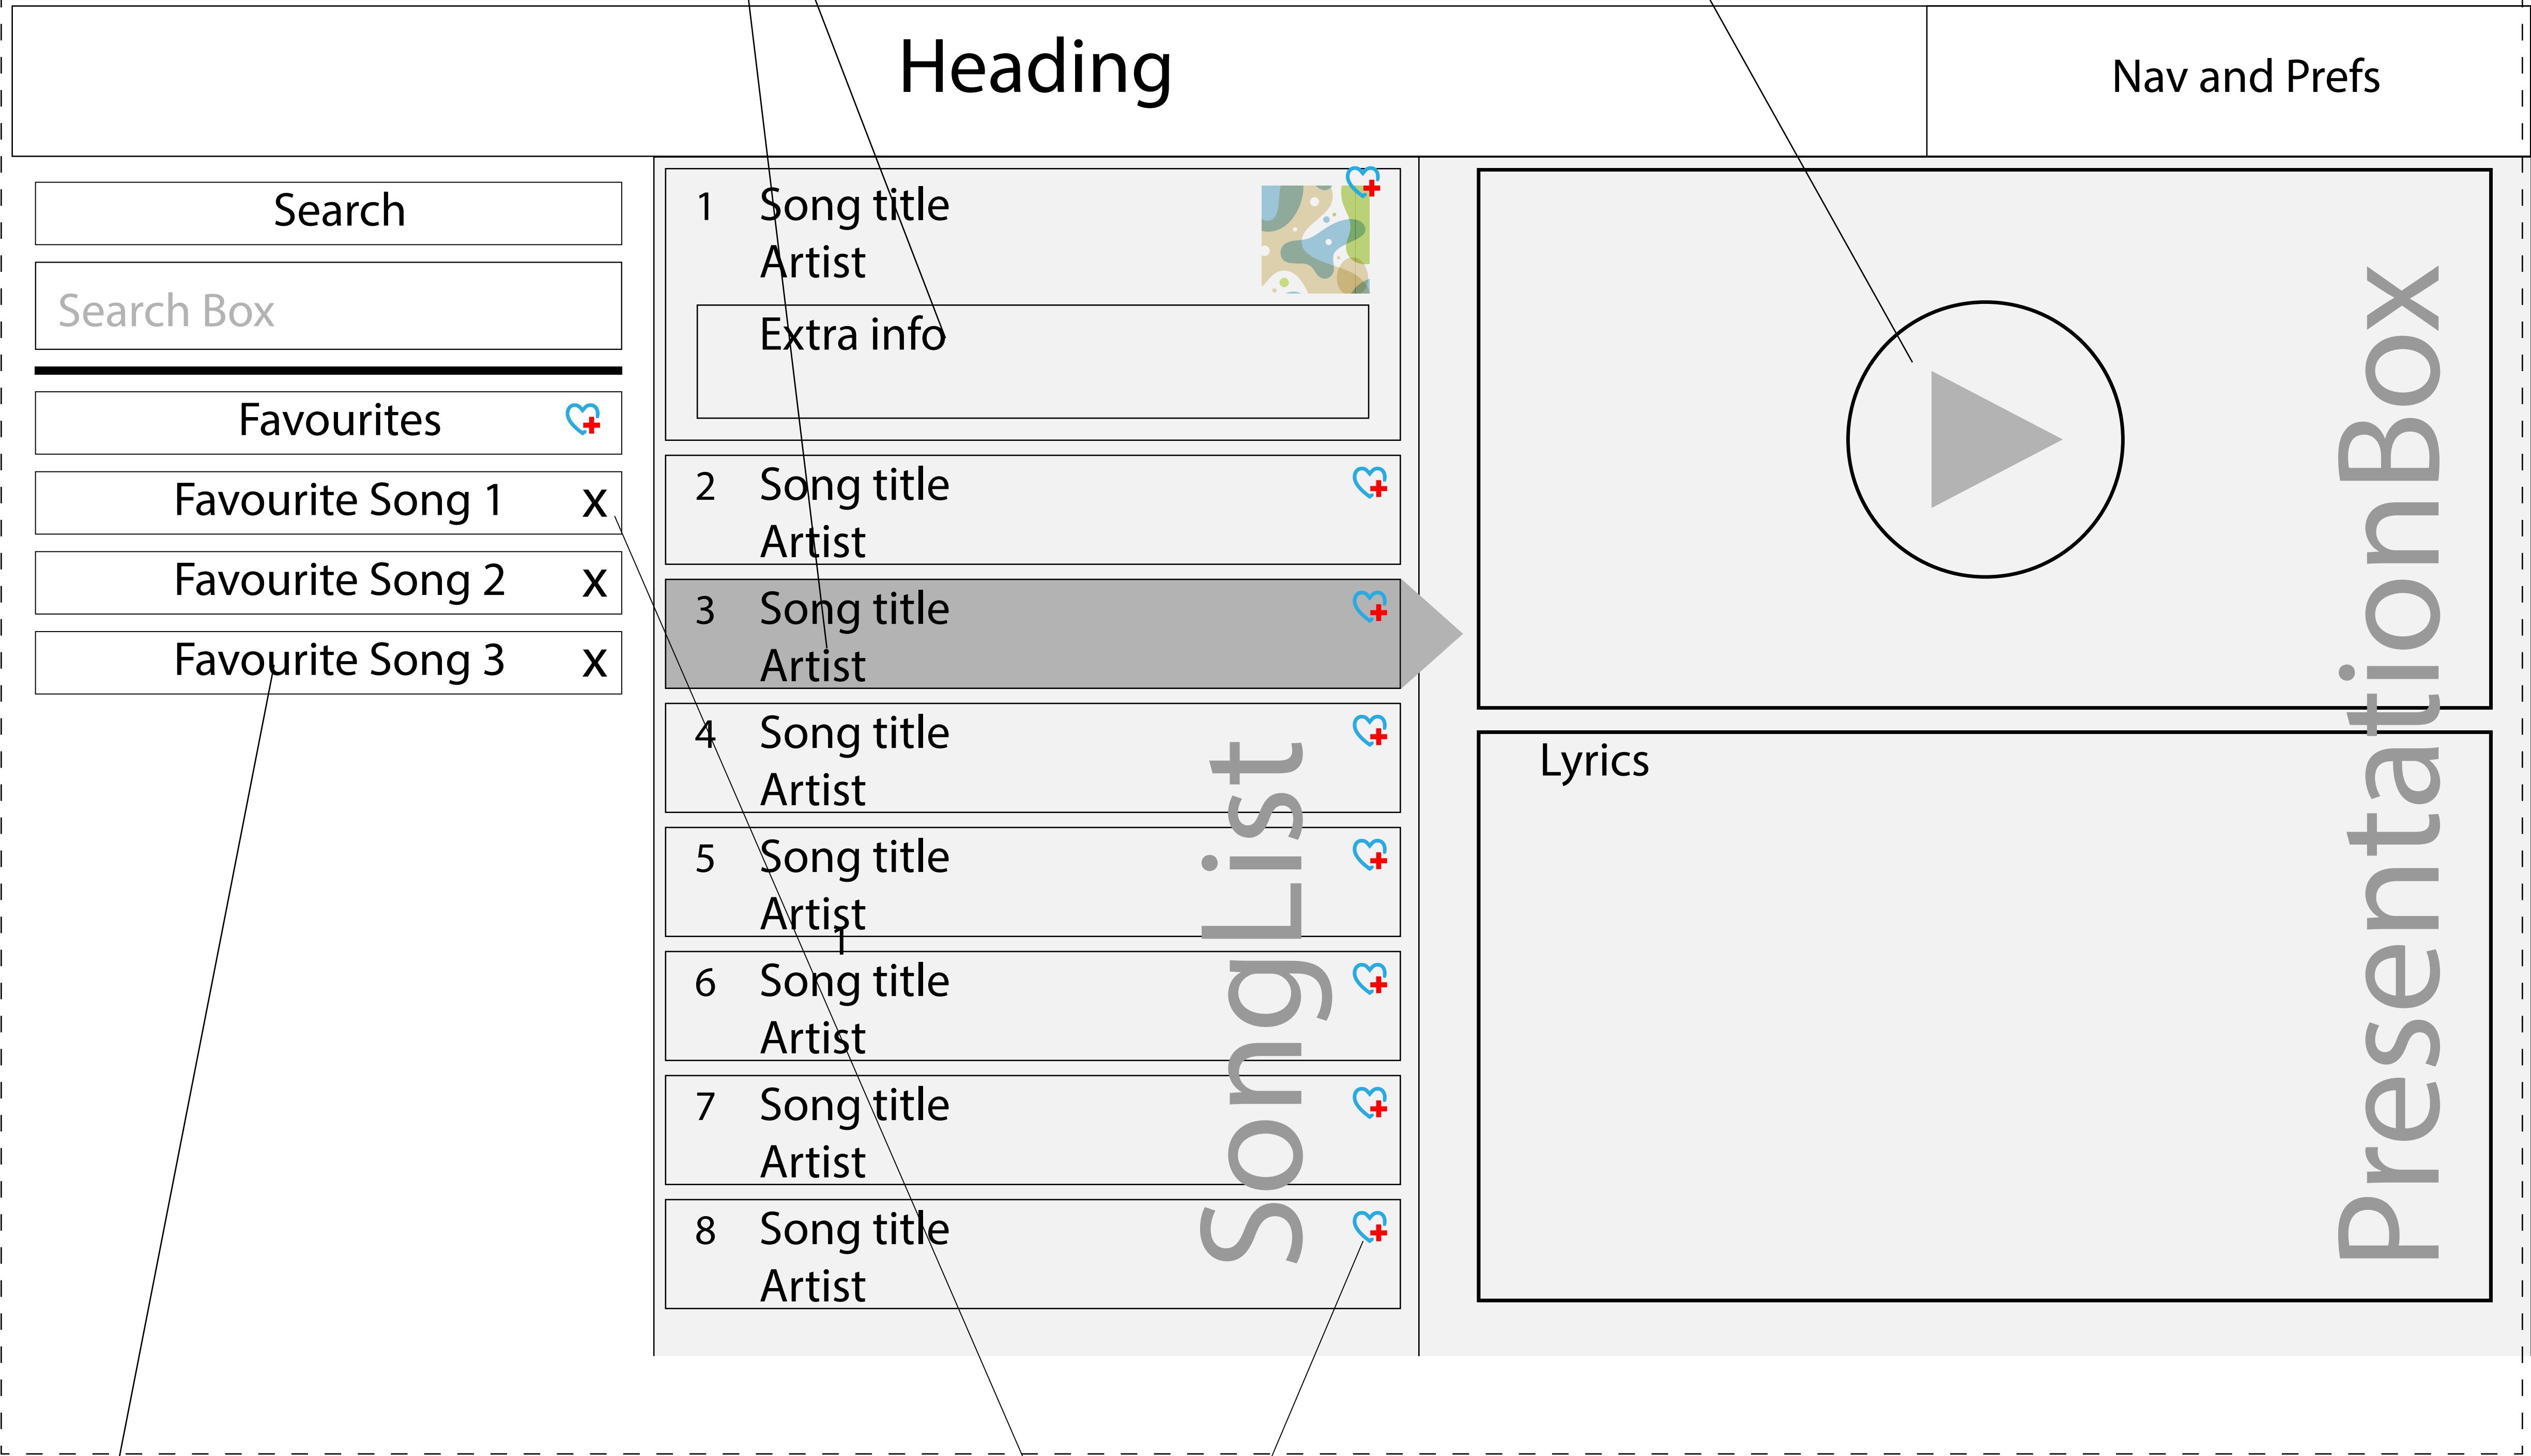 Heading
Nav and Prefs
Search
Search Box
Favourites
Favourite Song 1 x
Favourite Song 2 x
Favourite Song 3 x
1 Song title
Artist
Extra info
2 Song title
Artist
3 Song title
Artist
4 Song title
Artist
5 Song title
Artist
6 Song title
Artist
7 Song title
Artist
8 Song title
Artist
SongList
Lyrics
PresentationBox